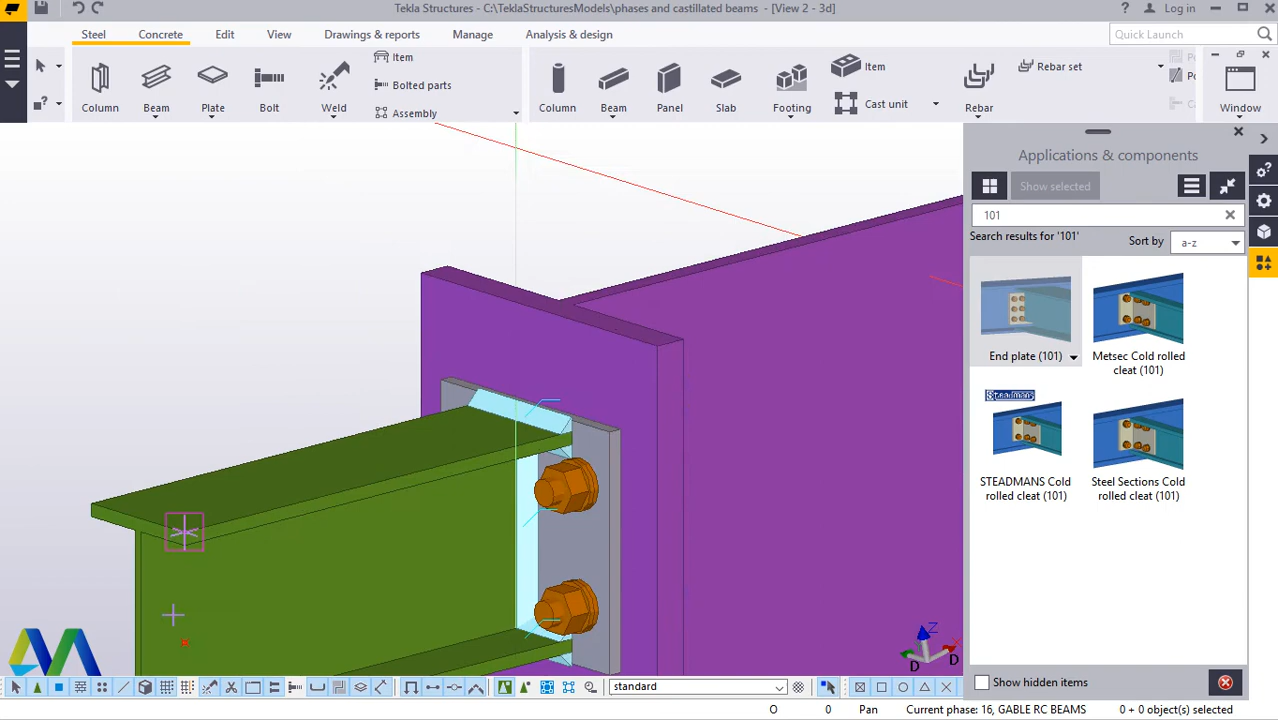 Tekla Structures - C:\TeklaStructuresModels\phases and castillated beams - [View 2 - 3d]
? Log in
Steel Concrete Edit View Drawings & reports Manage Analysis & design
Quick Launch
Column Beam Plate Bolt Weld
Item
Bolted parts
Assembly
Column Beam Panel Slab Footing
Item
Cast unit
Rebar
Rebar set
Window
Applications & components
Show selected
101
Search results for '101'
Sort by a-z
End plate (101)
Metsec Cold rolled
cleat (101)
Steadmans
STEADMANS Cold
rolled cleat (101)
Steel Sections Cold
rolled cleat (101)
Z
X
D
D
Show hidden items
standard
O 0 Pan Current phase: 16, GABLE RC BEAMS 0 + 0 object(s) selected